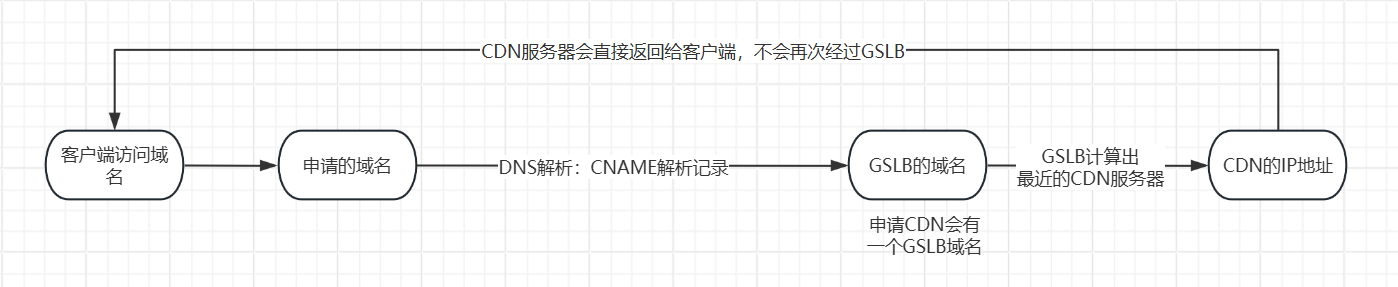 CDN服务器会直接返回给客户端，不会再次经过GSLB
客户端访问域
名
申请的域名
DNS解析：CNAME解析记录
GSLB的域名
GSLB计算出
最近的CDN服务器
CDN的IP地址
申请CDN会有
一个GSLB域名